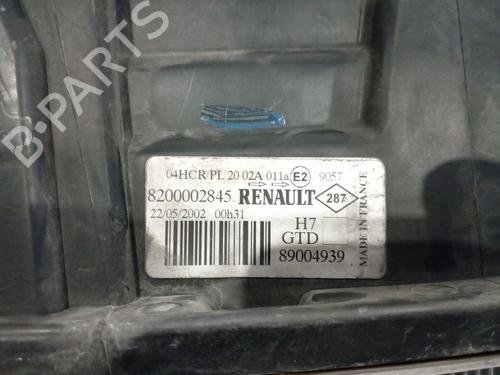 B-PARTS
04HCR PL 20 02A 011a E2 9057
8200002845 RENAULT 287
22/05/2002 00h31
H7
GTD
89004939
MADE IN FRANCE